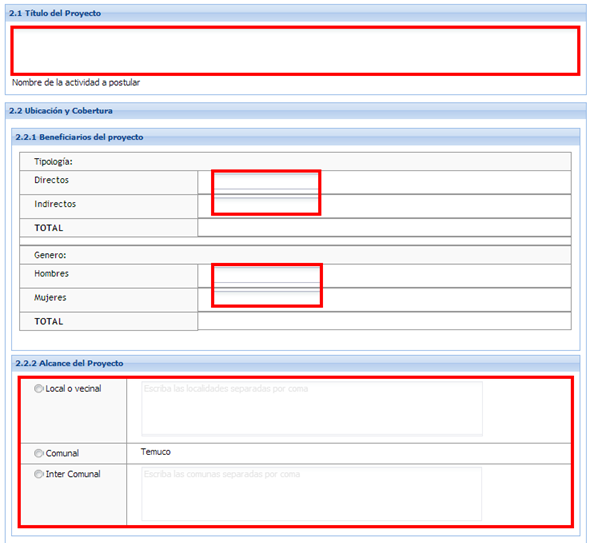 2.1 Título del Proyecto
Nombre de la actividad a postular
2.2 Ubicación y Cobertura
2.2.1 Beneficiarios del proyecto
Tipología:
Directos
Indirectos
TOTAL
Genero:
Hombres
Mujeres
TOTAL
2.2.2 Alcance del Proyecto
Local o vecinal Escriba las localidades separadas por coma
Comunal Temuco
Inter Comunal Escriba las comunas separadas por coma